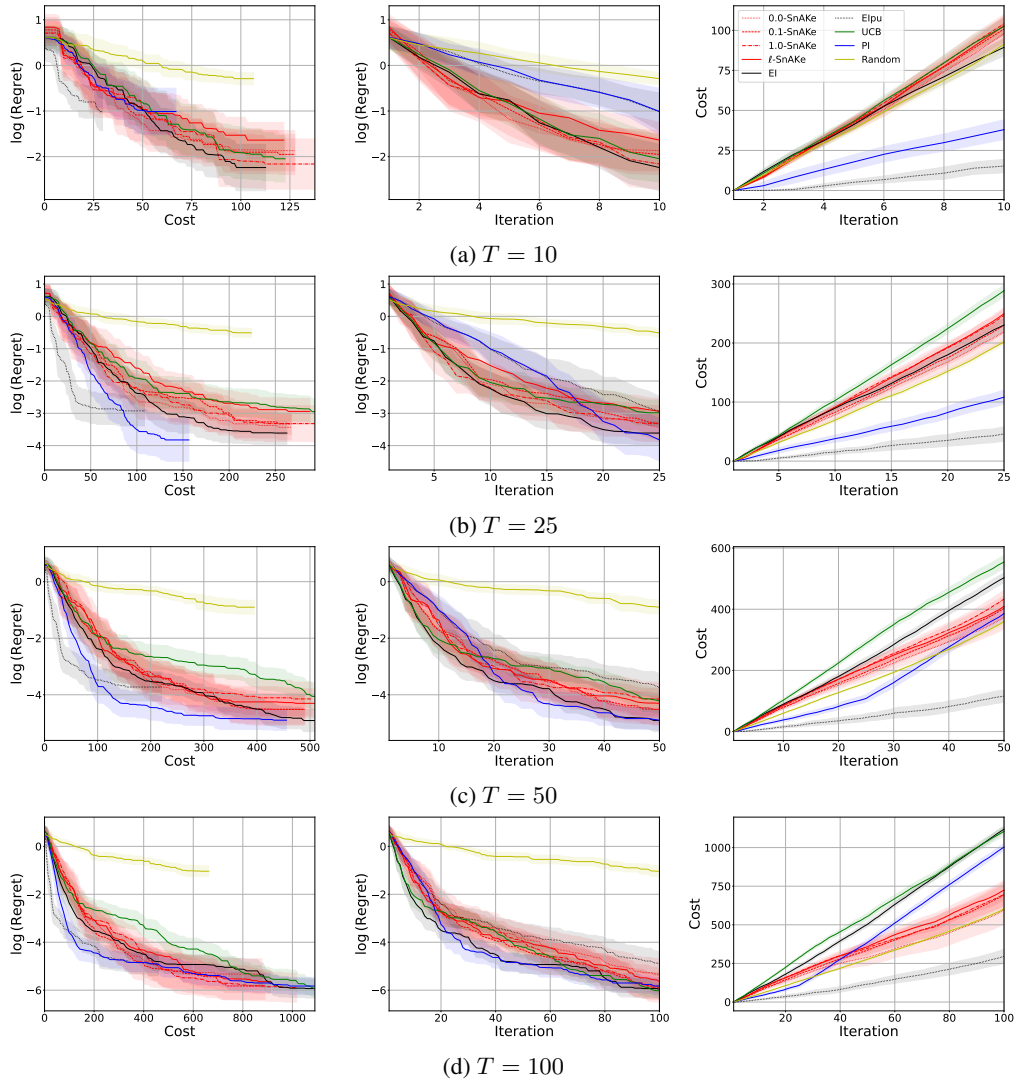 1
0
−1
−2
log (Regret)
0 25 50 75 100 125
Cost
1
0
−1
−2
log (Regret)
2 4 6 8 10
Iteration
100
75
50
25
0
Cost
2 4 6 8 10
Iteration
0.0-SnAKe
0.1-SnAKe
1.0-SnAKe
ℓ-SnAKe
EI
EIpu
UCB
PI
Random
(a) T = 10
1
0
−1
−2
−3
−4
log (Regret)
0 50 100 150 200 250
Cost
1
0
−1
−2
−3
−4
log (Regret)
5 10 15 20 25
Iteration
300
200
100
0
Cost
5 10 15 20 25
Iteration
(b) T = 25
0
−2
−4
log (Regret)
0 100 200 300 400 500
Cost
0
−2
−4
log (Regret)
10 20 30 40 50
Iteration
600
400
200
0
Cost
10 20 30 40 50
Iteration
(c) T = 50
0
−2
−4
−6
log (Regret)
0 200 400 600 800 1000
Cost
0
−2
−4
−6
log (Regret)
20 40 60 80 100
Iteration
1000
750
500
250
0
Cost
20 40 60 80 100
Iteration
(d) T = 100